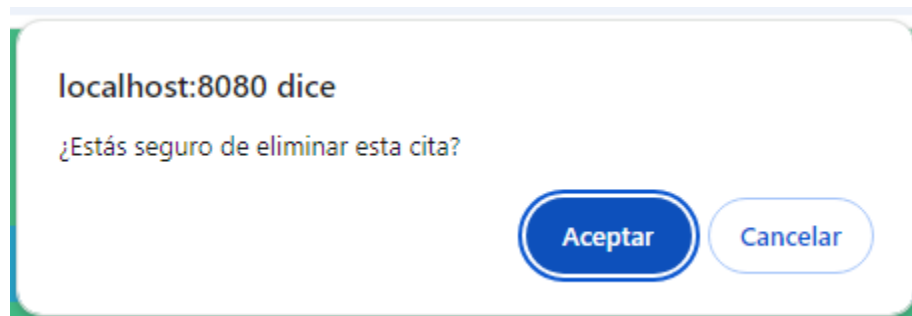 localhost:8080 dice
¿Estás seguro de eliminar esta cita?
Aceptar Cancelar